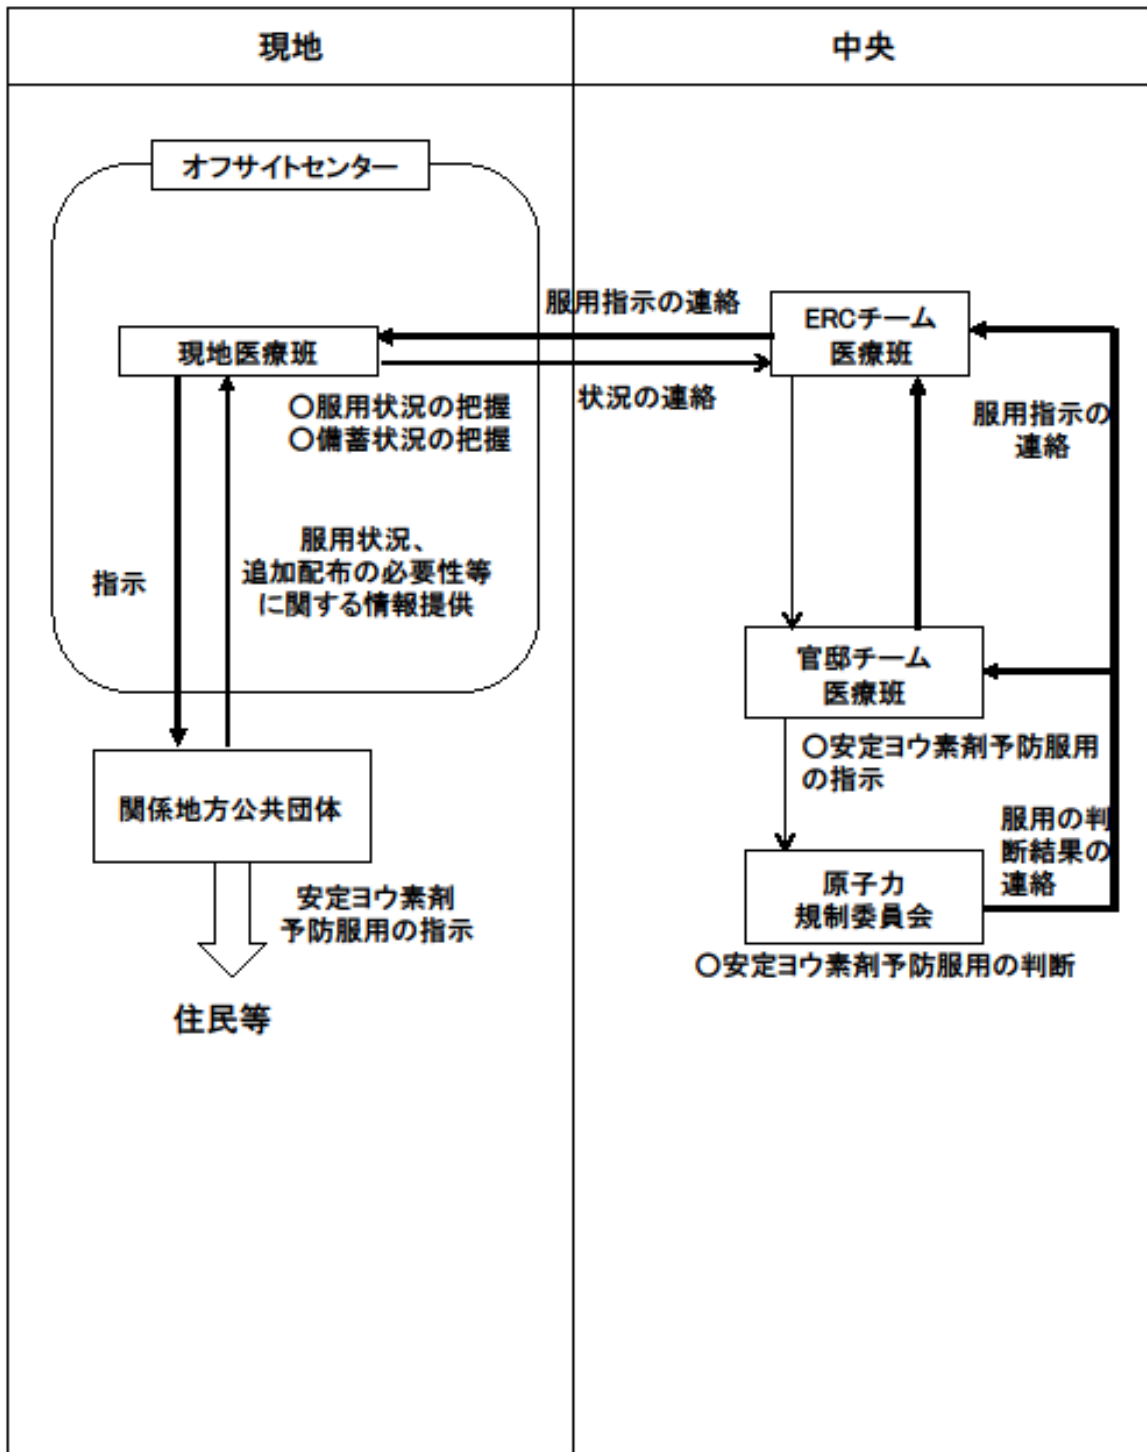 現地
中央
オフサイトセンター
服用指示の連絡
ERCチーム
医療班
現地医療班
状況の連絡
〇服用状況の把握
〇備蓄状況の把握
服用指示の
連絡
服用状況、
追加配布の必要性等
に関する情報提供
指示
官邸チーム
医療班
〇安定ヨウ素剤予防服用
の指示
関係地方公共団体
服用の判
断結果の
連絡
原子力
規制委員会
安定ヨウ素剤
予防服用の指示
〇安定ヨウ素剤予防服用の判断
住民等